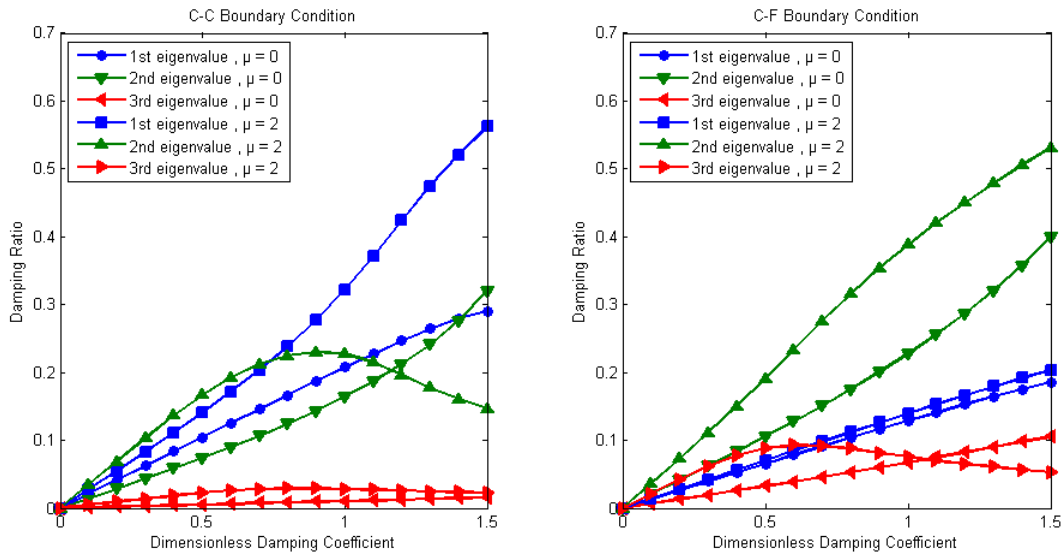 C-C Boundary Condition
0.7
0.6
0.5
0.4
0.3
0.2
0.1
0
Damping Ratio
1st eigenvalue , μ = 0
2nd eigenvalue , μ = 0
3rd eigenvalue , μ = 0
1st eigenvalue , μ = 2
2nd eigenvalue , μ = 2
3rd eigenvalue , μ = 2
0 0.5 1 1.5
Dimensionless Damping Coefficient
C-F Boundary Condition
0.7
0.6
0.5
0.4
0.3
0.2
0.1
0
Damping Ratio
1st eigenvalue , μ = 0
2nd eigenvalue , μ = 0
3rd eigenvalue , μ = 0
1st eigenvalue , μ = 2
2nd eigenvalue , μ = 2
3rd eigenvalue , μ = 2
0 0.5 1 1.5
Dimensionless Damping Coefficient